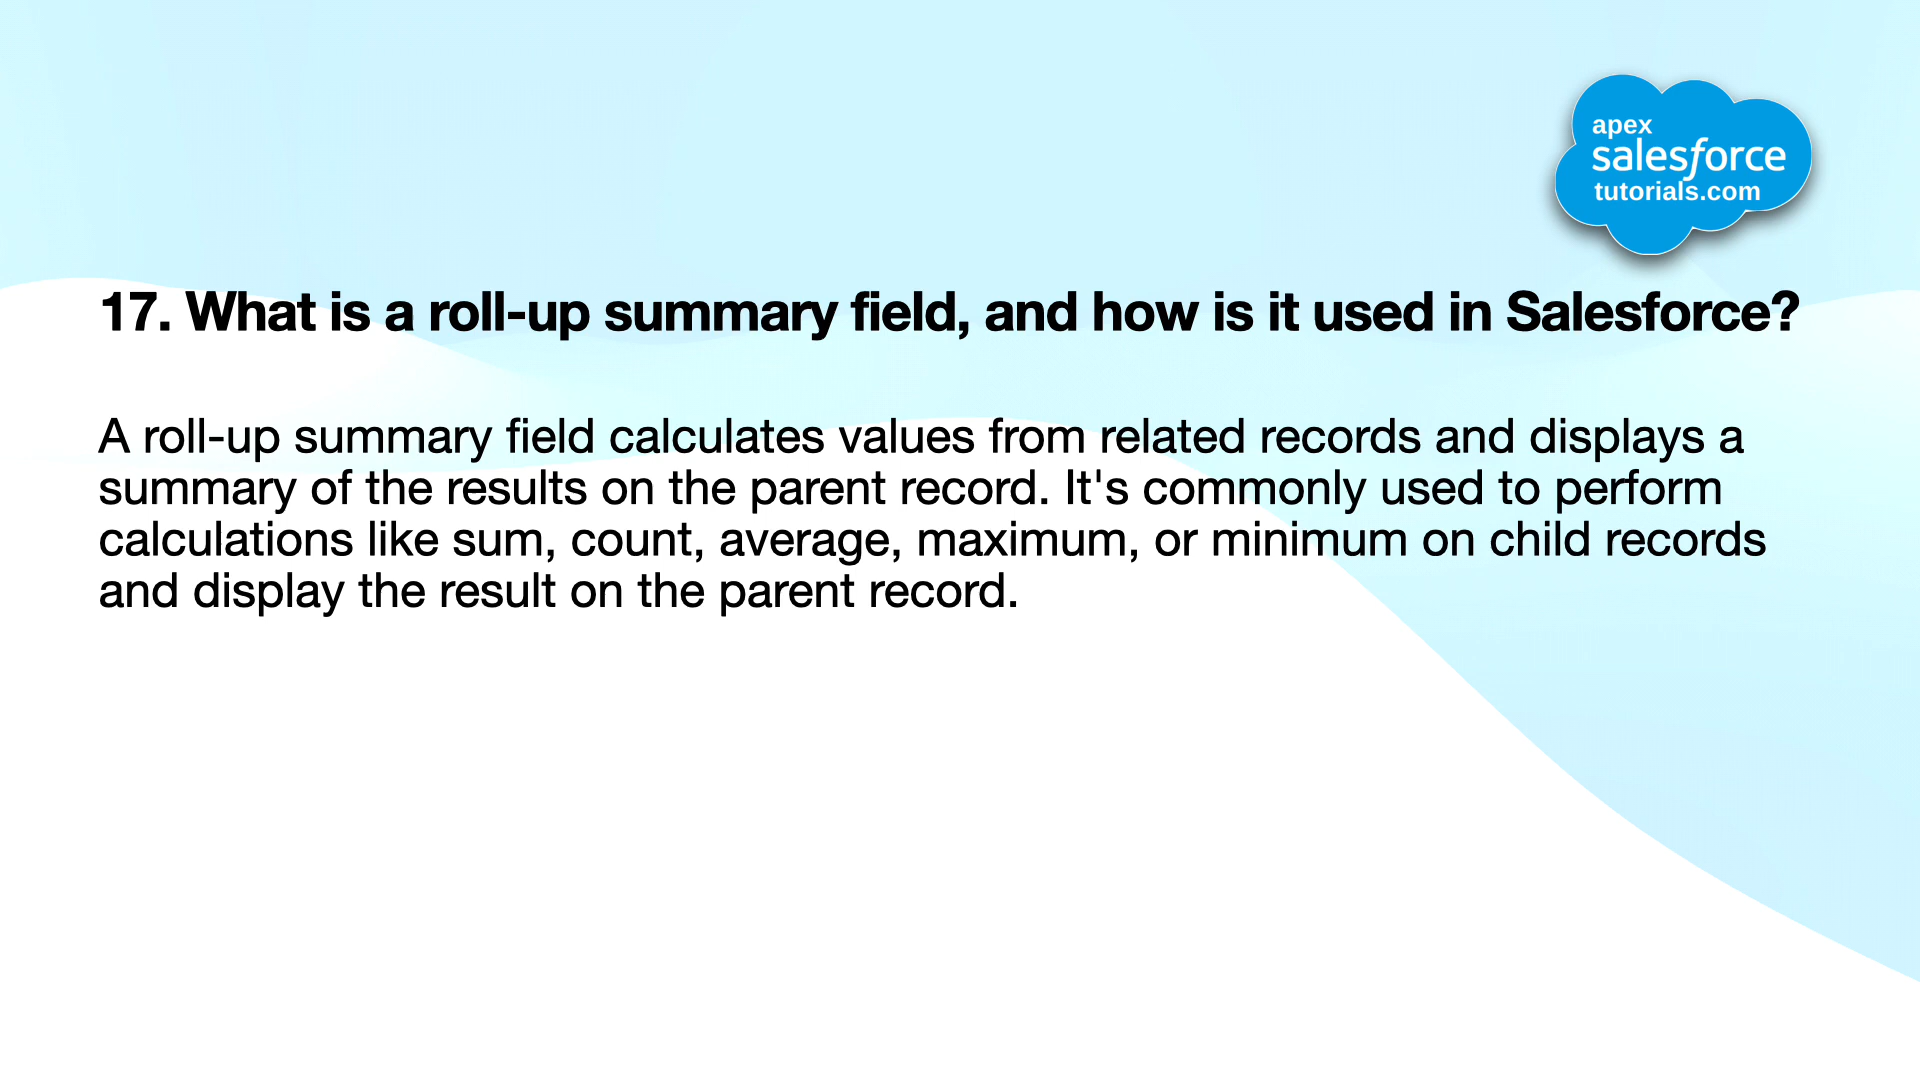 apex
salesforce
tutorials.com
17. What is a roll-up summary field, and how is it used in Salesforce?
A roll-up summary field calculates values from related records and displays a
summary of the results on the parent record. It's commonly used to perform
calculations like sum, count, average, maximum, or minimum on child records
and display the result on the parent record.